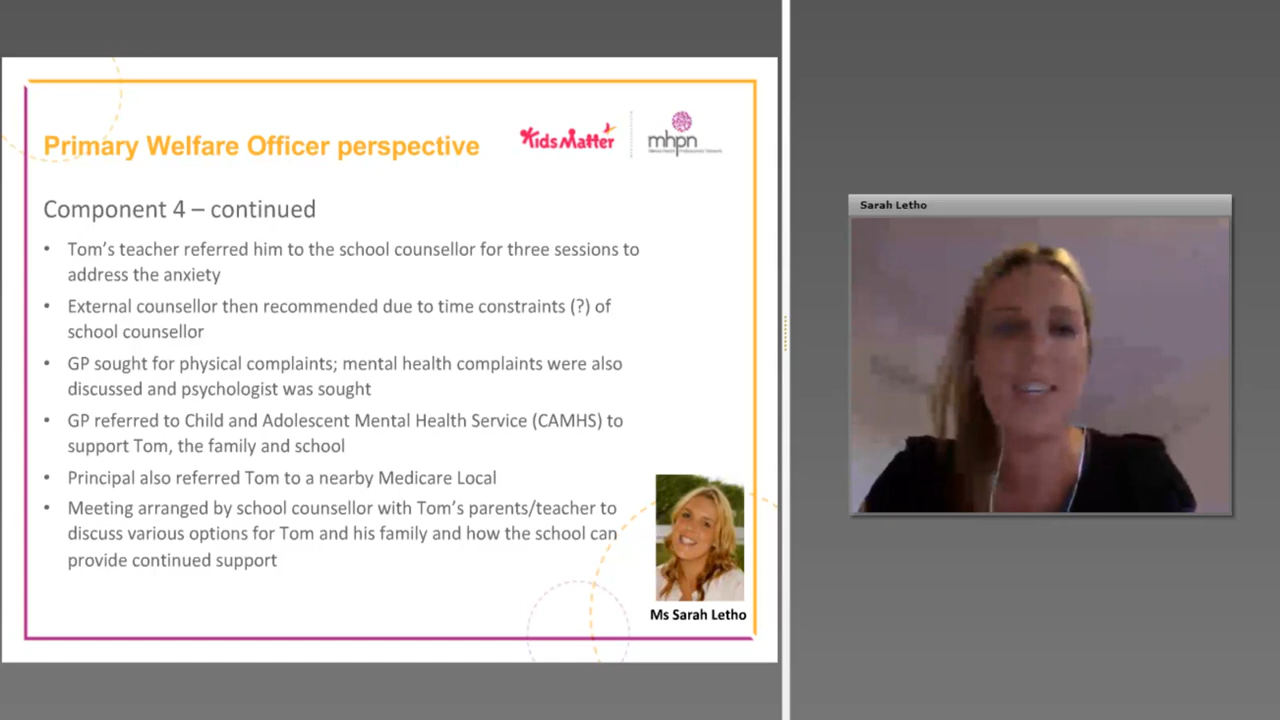 Primary Welfare Officer perspective
KidsMatter
mhpn
Component 4 – continued
• Tom's teacher referred him to the school counsellor for three sessions to
address the anxiety
• External counsellor then recommended due to time constraints (?) of
school counsellor
• GP sought for physical complaints; mental health complaints were also
discussed and psychologist was sought
• GP referred to Child and Adolescent Mental Health Service (CAMHS) to
support Tom, the family and school
• Principal also referred Tom to a nearby Medicare Local
• Meeting arranged by school counsellor with Tom's parents/teacher to
discuss various options for Tom and his family and how the school can
provide continued support
Ms Sarah Letho
Sarah Letho